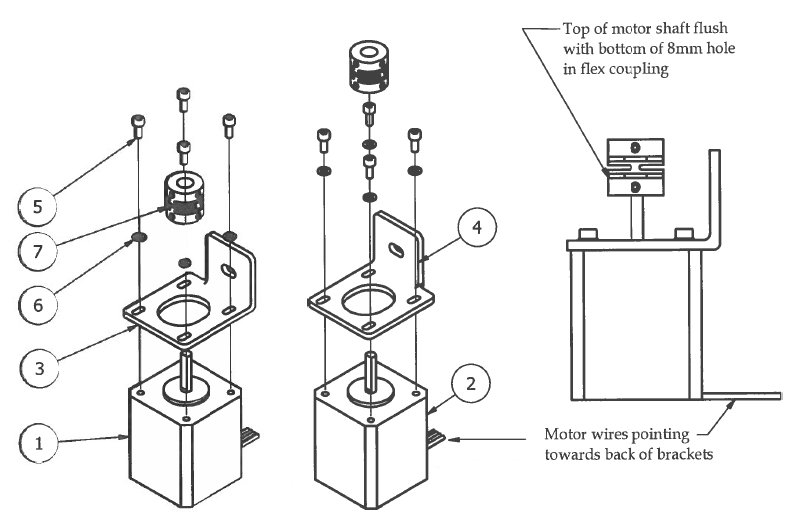 Top of motor shaft flush
with bottom of 8mm hole
in flex coupling
5
7
4
6
3
2
1
Motor wires pointing
towards back of brackets